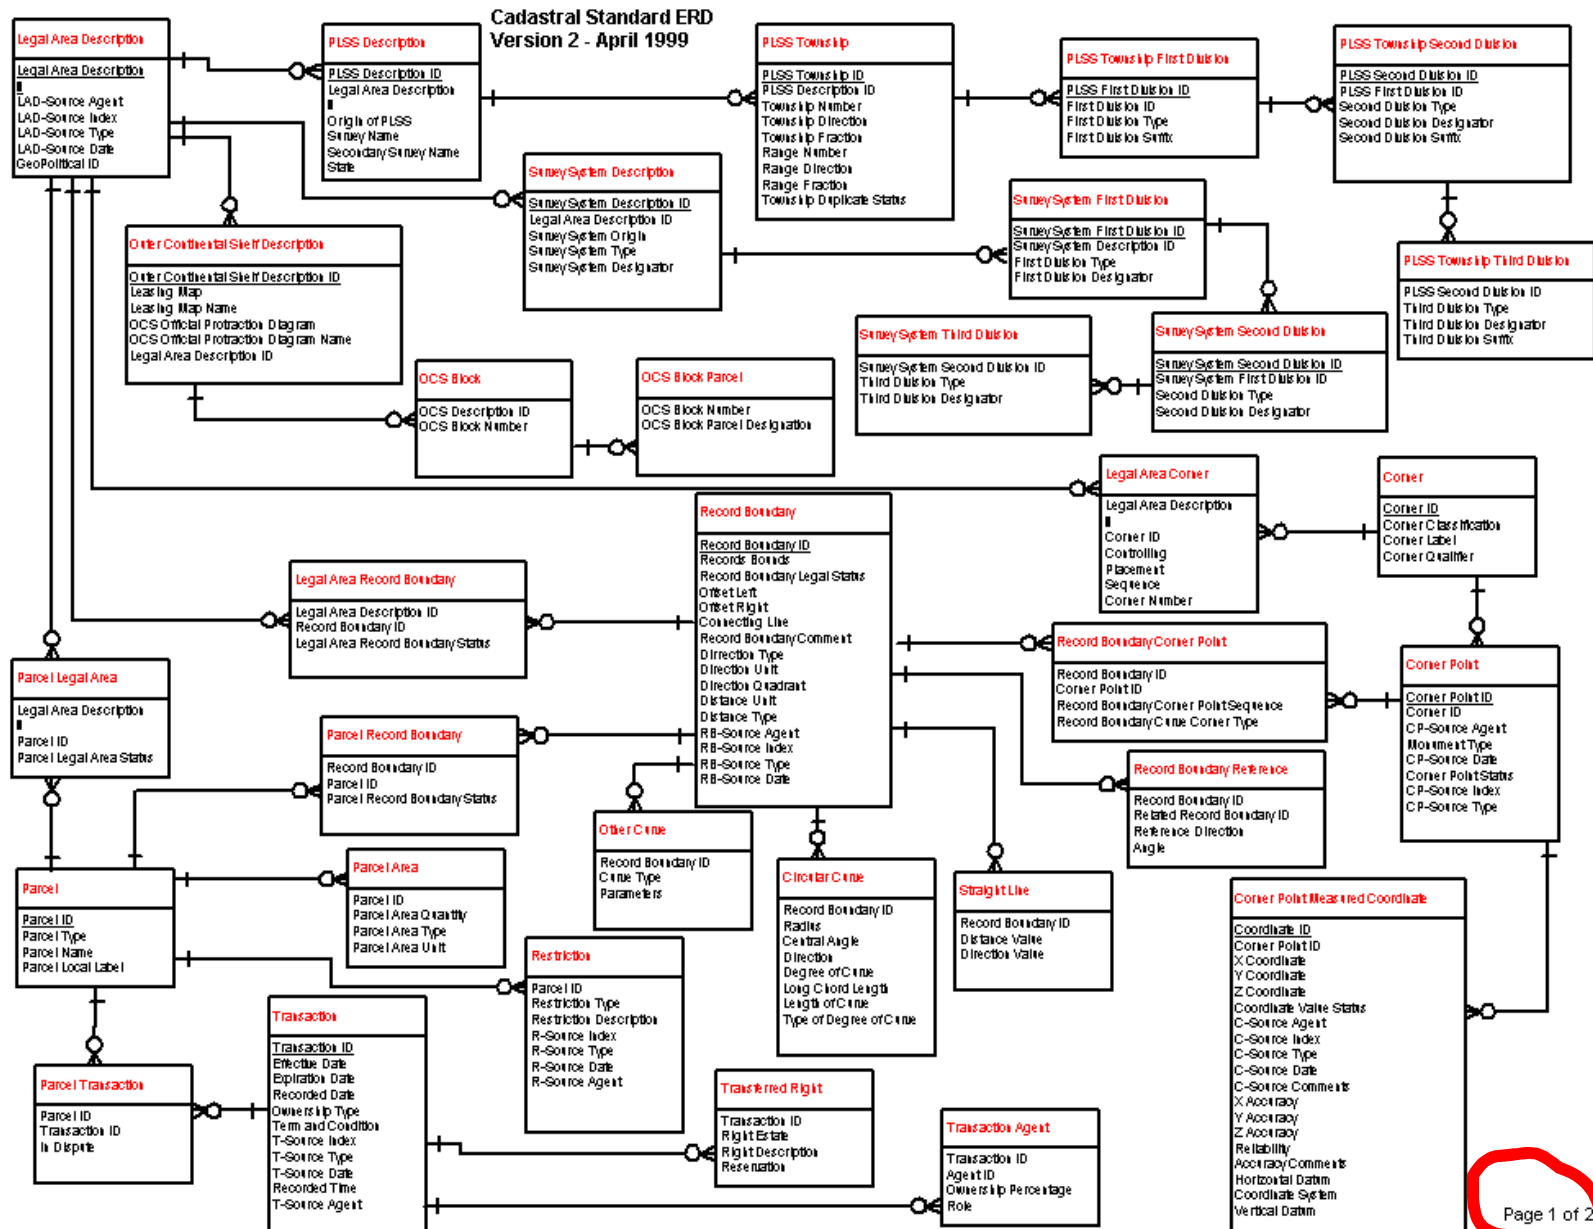 Cadastral Standard ERD
Version 2 - April 1999
Legal Area Description
Legal Area Description
LAD-Source Agent
LAD-Source Index
LAD-Source Type
LAD-Source Date
GeoPolitical ID
PLSS Description
PLSS Description ID
Legal Area Description
Origin of PLSS
Survey Name
Secondary Survey Name
State
PLSS Township
PLSS Township ID
PLSS Description ID
Township Number
Township Direction
Township Fraction
Range Number
Range Direction
Range Fraction
Township Duplicate Status
PLSS Township First Division
PLSS First Division ID
First Division ID
First Division Type
First Division Suffix
PLSS Township Second Division
PLSS Second Division ID
PLSS First Division ID
Second Division Type
Second Division Designator
Second Division Suffix
Survey System Description
Survey System Description ID
Legal Area Description ID
Survey System Origin
Survey System Type
Survey System Designator
Survey System First Division
Survey System First Division ID
Survey System Description ID
First Division Type
First Division Designator
PLSS Township Third Division
PLSS Second Division ID
Third Division Type
Third Division Designator
Third Division Suffix
Outer Continental Shelf Description
Outer Continental Shelf Description ID
Leasing Map
Leasing Map Name
OCS Official Protraction Diagram
OCS Official Protraction Diagram Name
Legal Area Description ID
Survey System Third Division
Survey System Second Division ID
Third Division Type
Third Division Designator
Survey System Second Division
Survey System Second Division ID
Survey System First Division ID
Second Division Type
Second Division Designator
OCS Block
OCS Description ID
OCS Block Number
OCS Block Parcel
OCS Block Number
OCS Block Parcel Designation
Legal Area Corner
Legal Area Description
Corner ID
Controlling
Placement
Sequence
Corner Number
Corner
Corner ID
Corner Classification
Corner Label
Corner Qualifier
Record Boundary
Record Boundary ID
Records Bounds
Record Boundary Legal Status
Offset Left
Offset Right
Connecting Line
Record Boundary Comment
Dirrection Type
Direction Unit
Direction Quadrant
Distance Unit
Distance Type
RB-Source Agent
RB-Source Index
RB-Source Type
RB-Source Date
Legal Area Record Boundary
Legal Area Description ID
Record Boundary ID
Legal Area Record Boundary Status
Record Boundary Corner Point
Record Boundary ID
Corner Point ID
Record Boundary Corner Point Sequence
Record Boundary Curve Corner Type
Corner Point
Corner Point ID
Corner ID
CP-Source Agent
Monument Type
CP-Source Date
Corner Point Status
CP-Source Index
CP-Source Type
Parcel Legal Area
Legal Area Description
Parcel ID
Parcel Legal Area Status
Parcel Record Boundary
Record Boundary ID
Parcel ID
Parcel Record Boundary Status
Record Boundary Reference
Record Boundary ID
Related Record Boundary ID
Reference Direction
Angle
Other Curve
Record Boundary ID
Curve Type
Parameters
Circular Curve
Record Boundary ID
Radius
Central Angle
Direction
Degree of Curve
Long Chord Length
Length of Curve
Type of Degree of Curve
Straight Line
Record Boundary ID
Distance Value
Direction Value
Parcel
Parcel ID
Parcel Type
Parcel Name
Parcel Local Label
Parcel Area
Parcel ID
Parcel Area Quantity
Parcel Area Type
Parcel Area Unit
Corner Point Measured Coordinate
Coordinate ID
Corner Point ID
X Coordinate
Y Coordinate
Z Coordinate
Coordinate Value Status
C-Source Agent
C-Source Index
C-Source Type
C-Source Date
C-Source Comments
X Accuracy
Y Accuracy
Z Accuracy
Reliability
Accuracy Comments
Horizontal Datum
Coordinate System
Vertical Datum
Restriction
Parcel ID
Restriction Type
Restriction Description
R-Source Index
R-Source Type
R-Source Date
R-Source Agent
Transaction
Transaction ID
Effective Date
Expiration Date
Recorded Date
Ownership Type
Term and Condition
T-Source Index
T-Source Type
T-Source Date
Recorded Time
T-Source Agent
Parcel Transaction
Parcel ID
Transaction ID
In Dispute
Transferred Right
Transaction ID
Right Estate
Right Description
Reservation
Transaction Agent
Transaction ID
Agent ID
Ownership Percentage
Role
Page 1 of 2